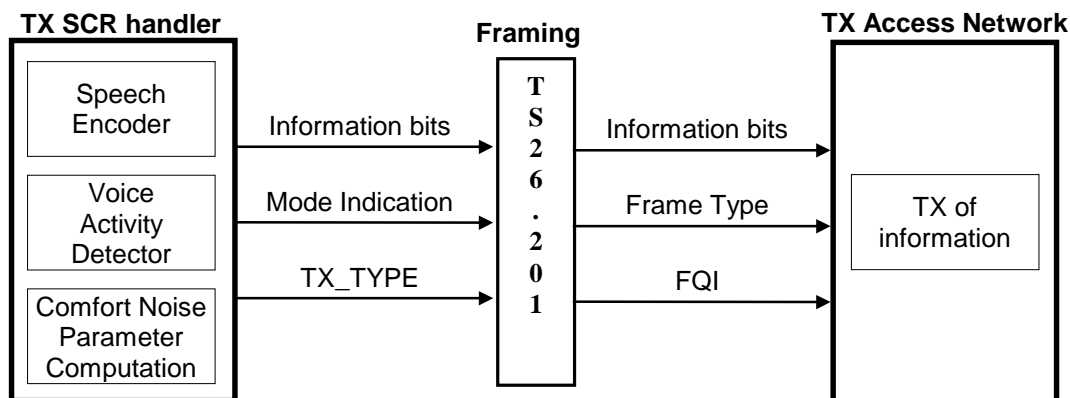 TX SCR handler
Framing
TX Access Network
Speech
Encoder
Voice
Activity
Detector
Comfort Noise
Parameter
Computation
Information bits
Mode Indication
TX_TYPE
T
S
2
6
.
2
0
1
Information bits
Frame Type
FQI
TX of
information